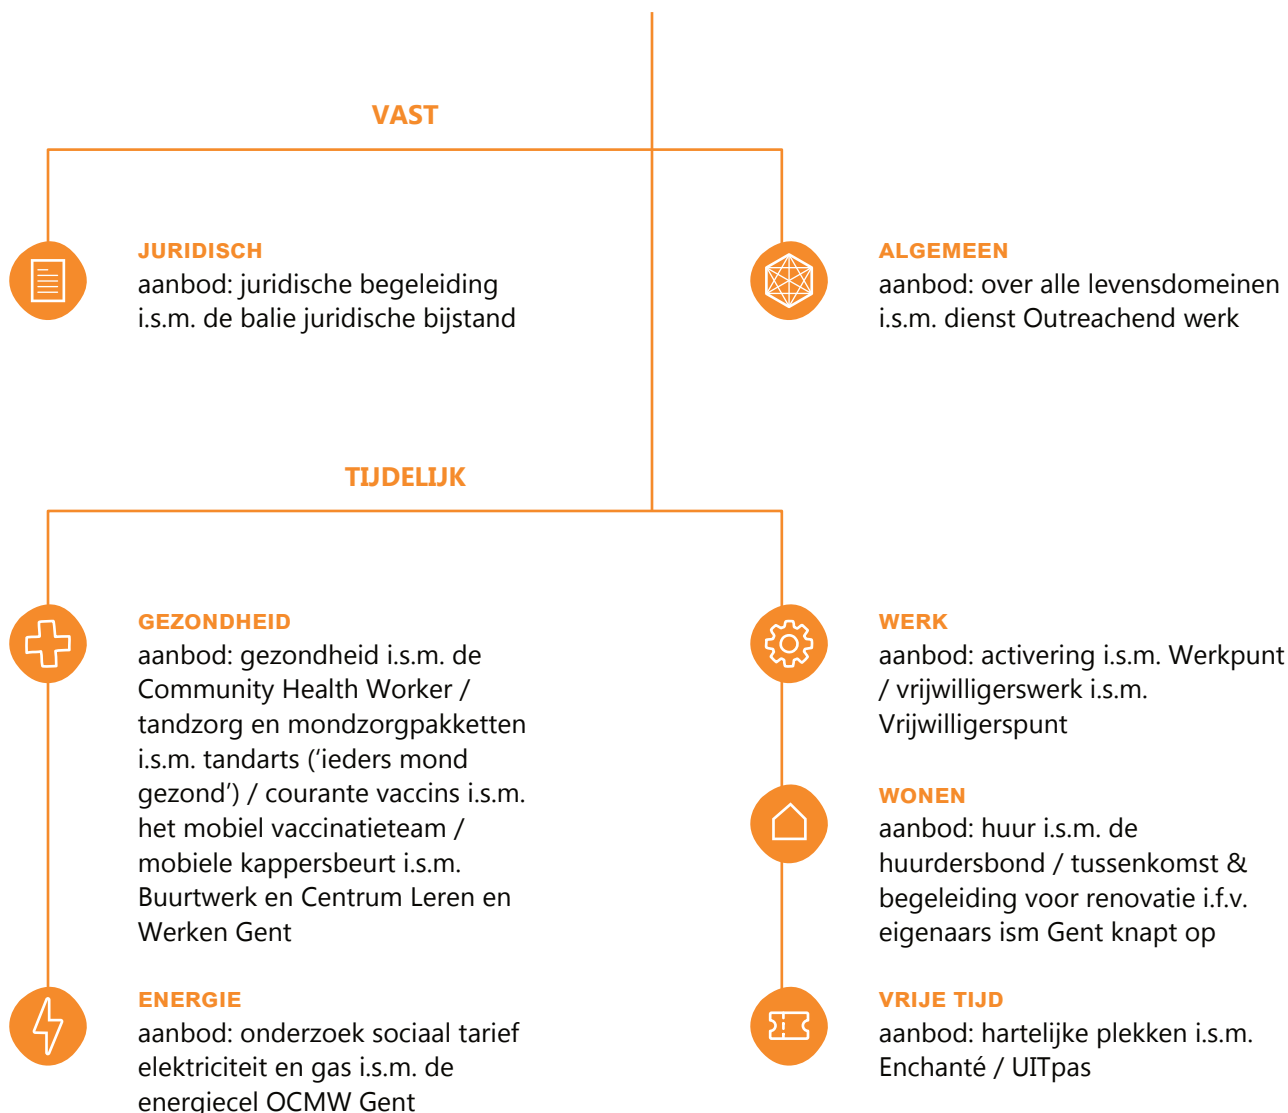 VAST
JURIDISCH
aanbod: juridische begeleiding
i.s.m. de balie juridische bijstand
ALGEMEEN
aanbod: over alle levensdomeinen
i.s.m. dienst Outreachend werk
TIJDELIJK
GEZONDHEID
aanbod: gezondheid i.s.m. de
Community Health Worker /
tandzorg en mondzorgpakketten
i.s.m. tandarts (‘ieders mond
gezond’) / courante vaccins i.s.m.
het mobiel vaccinatieteam /
mobiele kappersbeurt i.s.m.
Buurtwerk en Centrum Leren en
Werken Gent
ENERGIE
aanbod: onderzoek sociaal tarief
elektriciteit en gas i.s.m. de
energiecel OCMW Gent
WERK
aanbod: activering i.s.m. Werkpunt
/ vrijwilligerswerk i.s.m.
Vrijwilligerspunt
WONEN
aanbod: huur i.s.m. de
huurdersbond / tussenkomst &
begeleiding voor renovatie i.f.v.
eigenaars ism Gent knapt op
VRIJE TIJD
aanbod: hartelijke plekken i.s.m.
Enchanté / UITpas